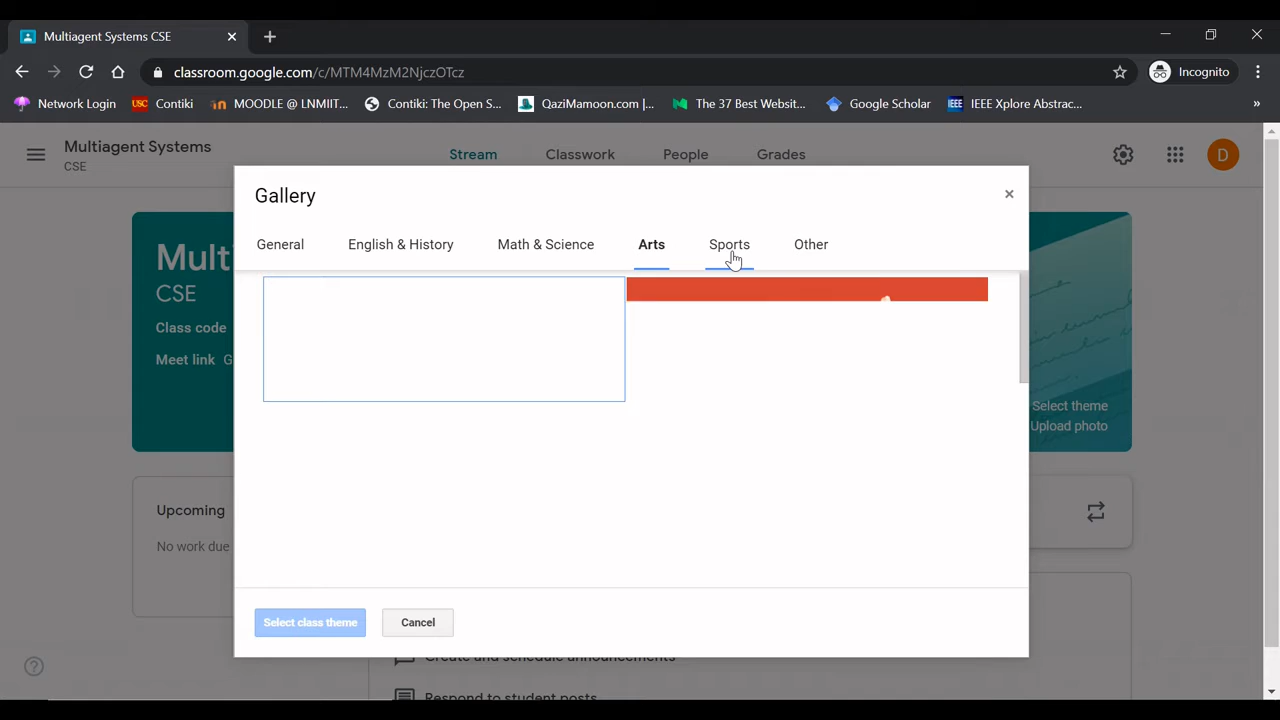 Multiagent Systems CSE
classroom.google.com/c/MTM4MzM2NjczOTcz
Incognito
Network Login
Contiki
MOODLE @ LNMIIT...
Contiki: The Open S...
QaziMamoon.com |...
The 37 Best Websit...
Google Scholar
IEEE Xplore Abstrac...
»
Multiagent Systems
CSE
Stream
Classwork
People
Grades
D
Gallery
×
General
English & History
Math & Science
Arts
Sports
Other
Mult
CSE
Class code
Meet link G
Select theme
Upload photo
Upcoming
No work due
Select class theme
Cancel
Create and schedule announcements
Respond to student posts